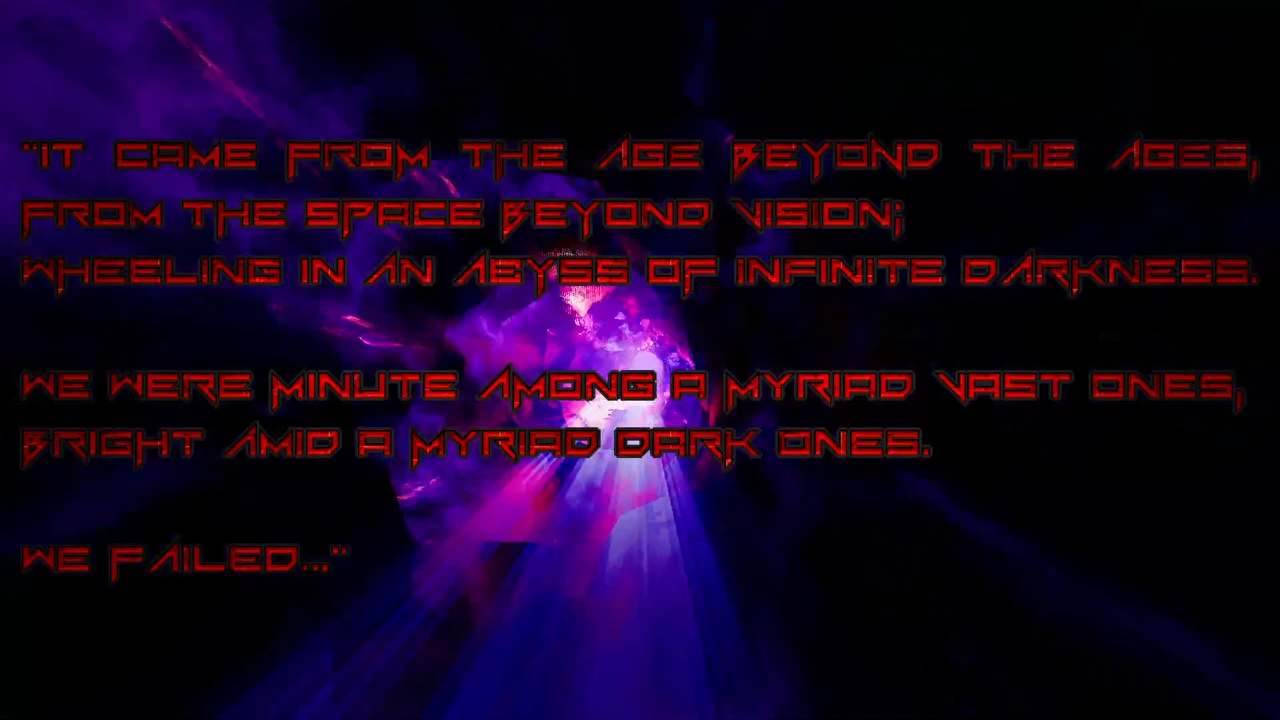 "IT CAME FROM THE AGE BEYOND THE AGES,
FROM THE SPACE BEYOND VISION;
WHEELING IN AN ABYSS OF INFINITE DARKNESS.
WE WERE MINUTE AMONG A MYRIAD VAST ONES,
BRIGHT AMID A MYRIAD DARK ONES.
WE FAILED..."